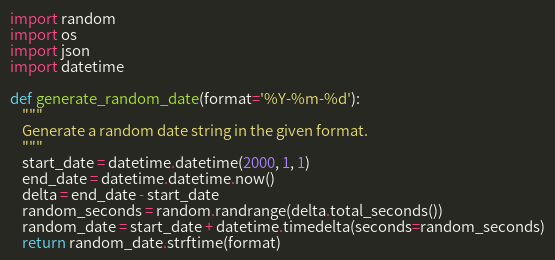 import random
import os
import json
import datetime

def generate_random_date(format='%Y-%m-%d'):
    """
    Generate a random date string in the given format.
    """
    start_date = datetime.datetime(2000, 1, 1)
    end_date = datetime.datetime.now()
    delta = end_date - start_date
    random_seconds = random.randrange(delta.total_seconds())
    random_date = start_date + datetime.timedelta(seconds=random_seconds)
    return random_date.strftime(format)